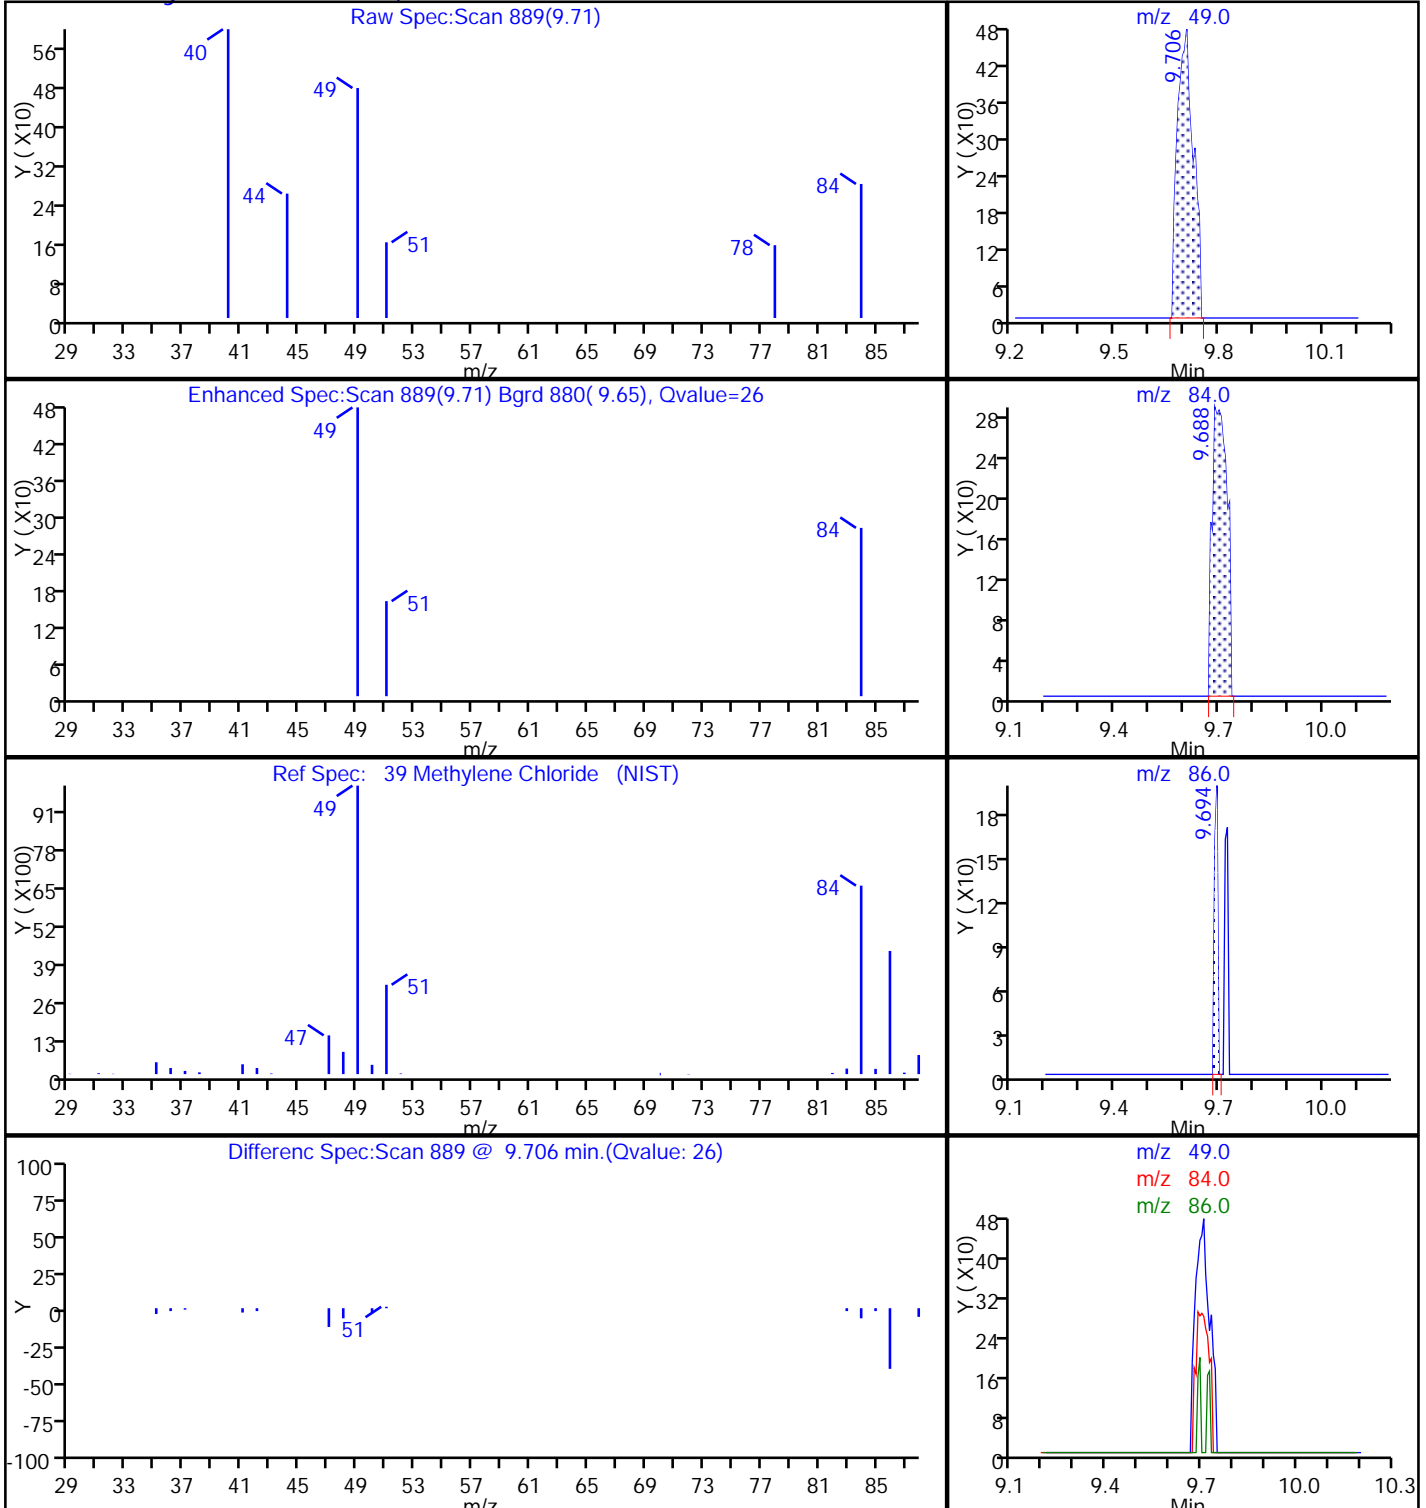 Raw Spec:Scan 889(9.71)
Y ( X10)
56
48
40
32
24
16
8
0
40
44
49
51
78
84
29 33 37 41 45 49 53 57 61 65 69 73 77 81 85
m/z
m/z 49.0
Y ( X10)
48
42
36
30
24
18
12
6
0
9.706
9.2 9.5 9.8 10.1
Min
Enhanced Spec:Scan 889(9.71) Bgrd 880( 9.65), Qvalue=26
Y ( X10)
48
42
36
30
24
18
12
6
0
49
51
84
29 33 37 41 45 49 53 57 61 65 69 73 77 81 85
m/z
m/z 84.0
Y ( X10)
28
24
20
16
12
8
4
0
9.688
9.1 9.4 9.7 10.0
Min
Ref Spec: 39 Methylene Chloride (NIST)
Y ( X100)
91
78
65
52
39
26
13
0
47
49
51
84
29 33 37 41 45 49 53 57 61 65 69 73 77 81 85
m/z
m/z 86.0
Y ( X10)
18
15
12
9
6
3
0
9.694
9.1 9.4 9.7 10.0
Min
Differenc Spec:Scan 889 @ 9.706 min.(Qvalue: 26)
Y
100
75
50
25
0
-25
-50
-75
-100
51
29 33 37 41 45 49 53 57 61 65 69 73 77 81 85
m/z
m/z 49.0
m/z 84.0
m/z 86.0
Y ( X10)
48
40
32
24
16
8
0
9.1 9.4 9.7 10.0 10.3
Min